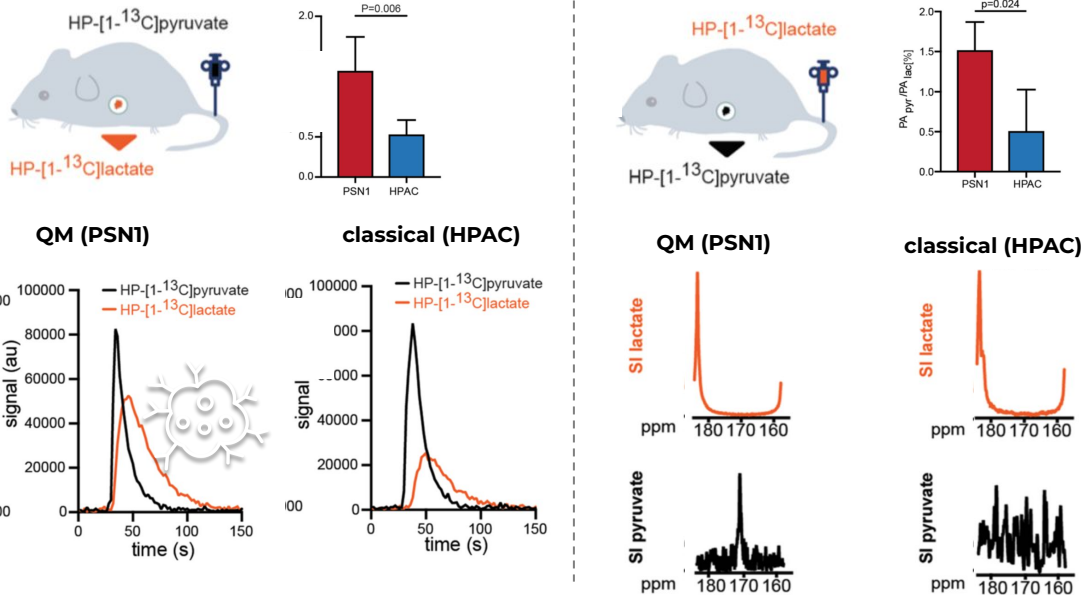 HP-[1-13C]pyruvate
HP-[1-13C]lactate
P=0.006
2.0
0.5
0.0
PSN1 HPAC
HP-[1-13C]lactate
HP-[1-13C]pyruvate
p=0.024
PA pyr/PA lac[%]
2.0
1.5
1.0
0.5
0.0
PSN1 HPAC
QM (PSN1)
classical (HPAC)
QM (PSN1)
classical (HPAC)
signal (au)
100000
80000
60000
40000
20000
0
HP-[1-13C]pyruvate
HP-[1-13C]lactate
0 50 100 150
time (s)
signal
100000
000
000
40000
20000
0
HP-[1-13C]pyruvate
HP-[1-13C]lactate
0 50 100 150
time (s)
SI lactate
ppm 180 170 160
SI lactate
ppm 180 170 160
SI pyruvate
ppm 180 170 160
SI pyruvate
ppm 180 170 160